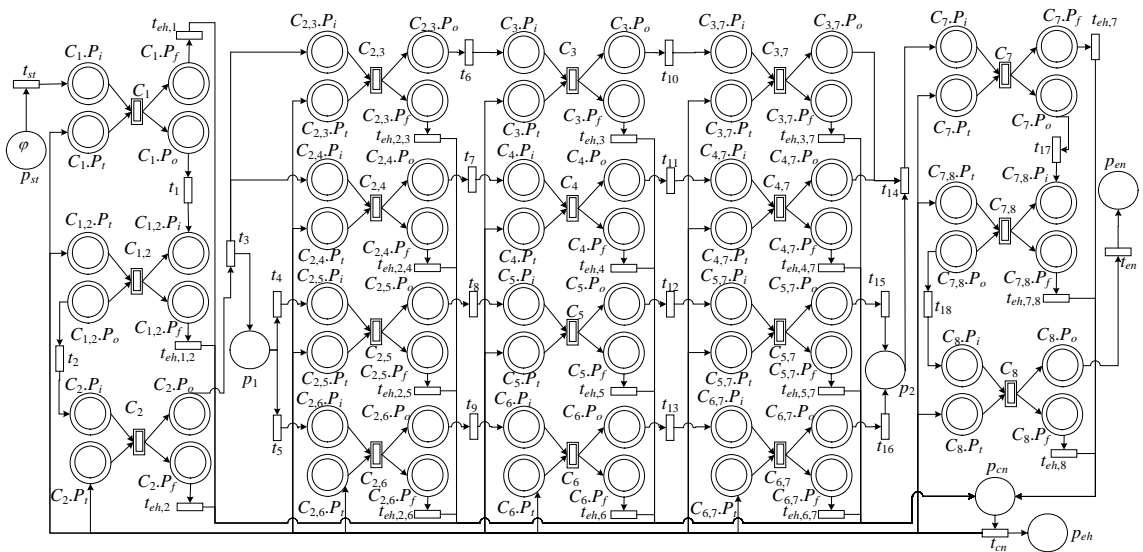 t_st
φ
p_st
C_1.P_i
C_1.P_t
C_1
t_eh,1
C_1.P_f
C_1.P_o
t_1
C_1,2.P_t
C_1,2
C_1,2.P_i
C_1,2.P_o
C_1,2.P_f
t_eh,1,2
t_2
C_2.P_i
C_2
C_2.P_o
C_2.P_t
C_2.P_f
t_eh,2
t_3
p_1
t_4
t_5
C_2,3.P_i
C_2,3
C_2,3.P_o
C_2,3.P_t
C_2,3.P_f
t_eh,2,3
C_2,4.P_i
C_2,4
C_2,4.P_o
C_2,4.P_t
C_2,4.P_f
t_eh,2,4
C_2,5.P_i
C_2,5.P_o
C_2,5
C_2,5.P_t
C_2,5.P_f
t_eh,2,5
C_2,6.P_i
C_2,6.P_o
C_2,6
C_2,6.P_t
C_2,6.P_f
t_eh,2,6
t_6
t_7
t_8
t_9
C_3.P_i
C_3
C_3.P_o
C_3.P_t
C_3.P_f
t_eh,3
C_4.P_i
C_4
C_4.P_o
C_4.P_t
C_4.P_f
t_eh,4
C_5.P_i
C_5.P_o
C_5
C_5.P_t
C_5.P_f
t_eh,5
C_6.P_i
C_6.P_o
C_6
C_6.P_t
C_6.P_f
t_eh,6
t_10
t_11
t_12
t_13
C_3,7.P_i
C_3,7
C_3,7.P_o
C_3,7.P_t
C_3,7.P_f
t_eh,3,7
C_4,7.P_i
C_4,7
C_4,7.P_o
C_4,7.P_t
C_4,7.P_f
t_eh,4,7
C_5,7.P_i
C_5,7.P_o
C_5,7
C_5,7.P_t
C_5,7.P_f
t_eh,5,7
C_6,7.P_i
C_6,7.P_o
C_6,7
C_6,7.P_t
C_6,7.P_f
t_eh,6,7
t_14
t_15
p_2
t_16
C_7.P_i
C_7
C_7.P_f
t_eh,7
C_7.P_t
C_7.P_o
t_17
C_7,8.P_t
C_7,8.P_i
C_7,8
C_7,8.P_o
C_7,8.P_f
t_eh,7,8
t_18
C_8.P_i
C_8.P_o
C_8
C_8.P_t
C_8.P_f
t_eh,8
p_en
t_en
p_cn
t_cn
p_eh